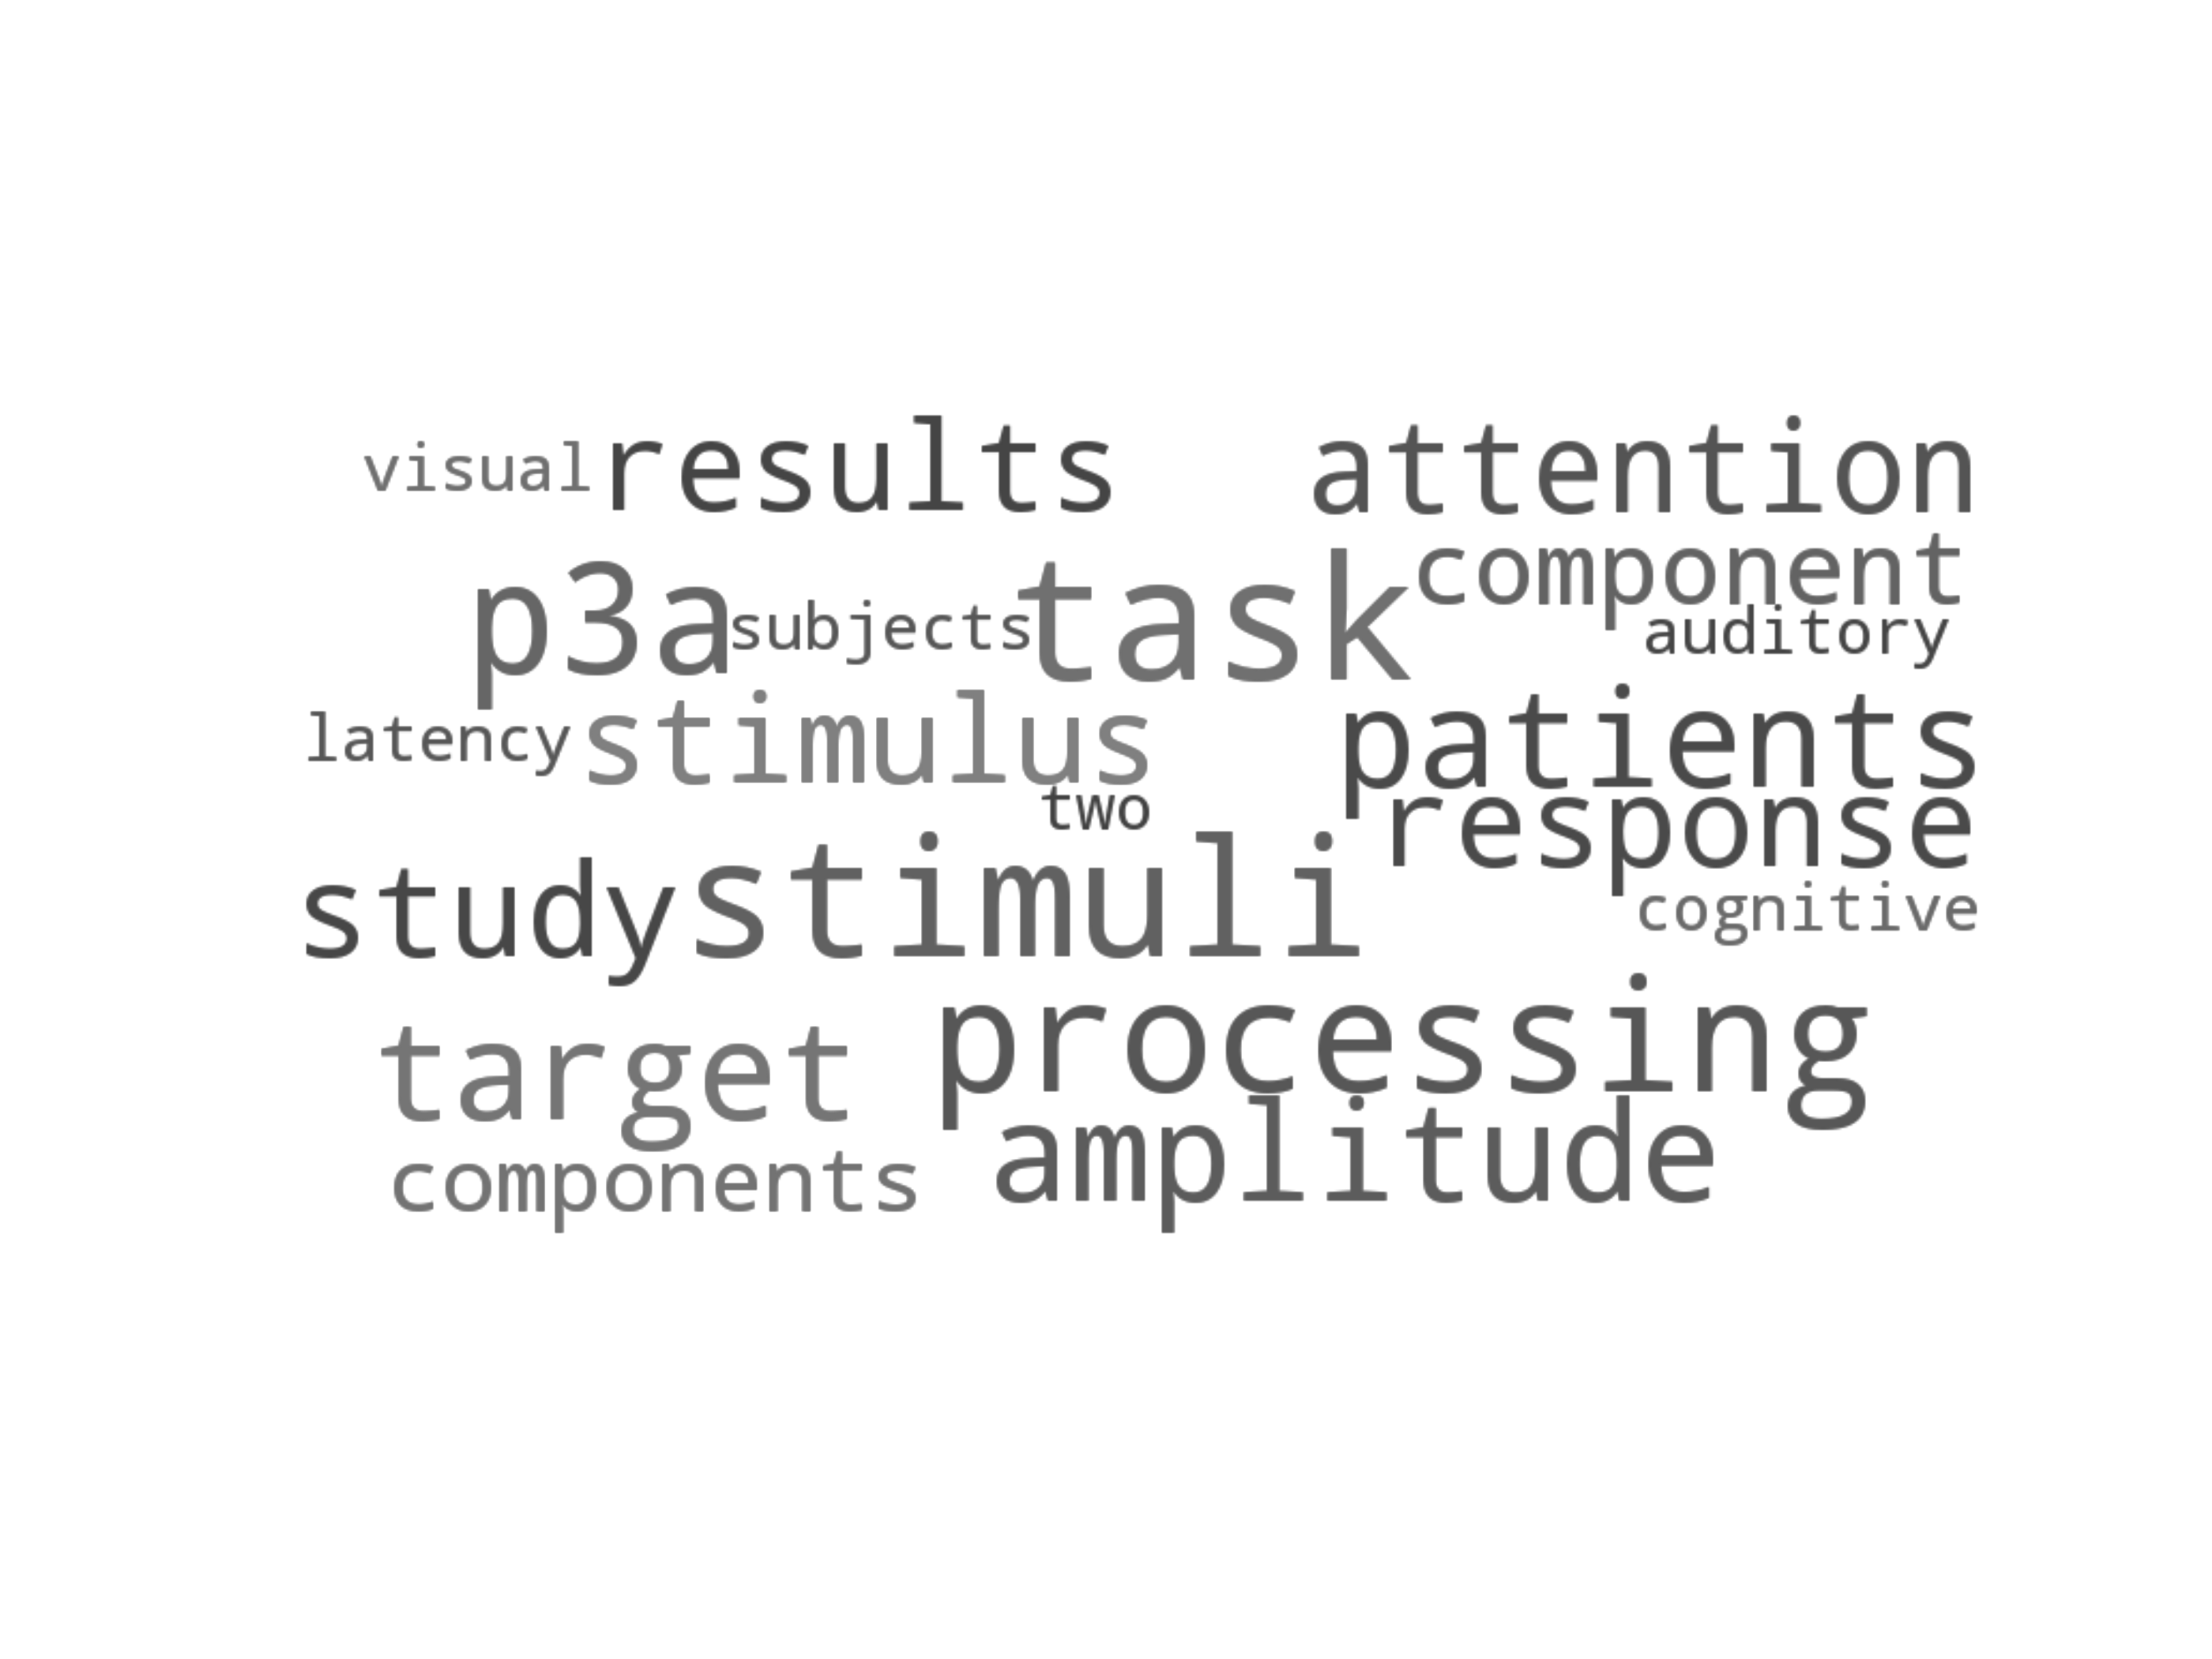 visual results attention
component
p3a subjects task auditory
latency stimulus patients
two response
study stimuli cognitive
target processing
components amplitude